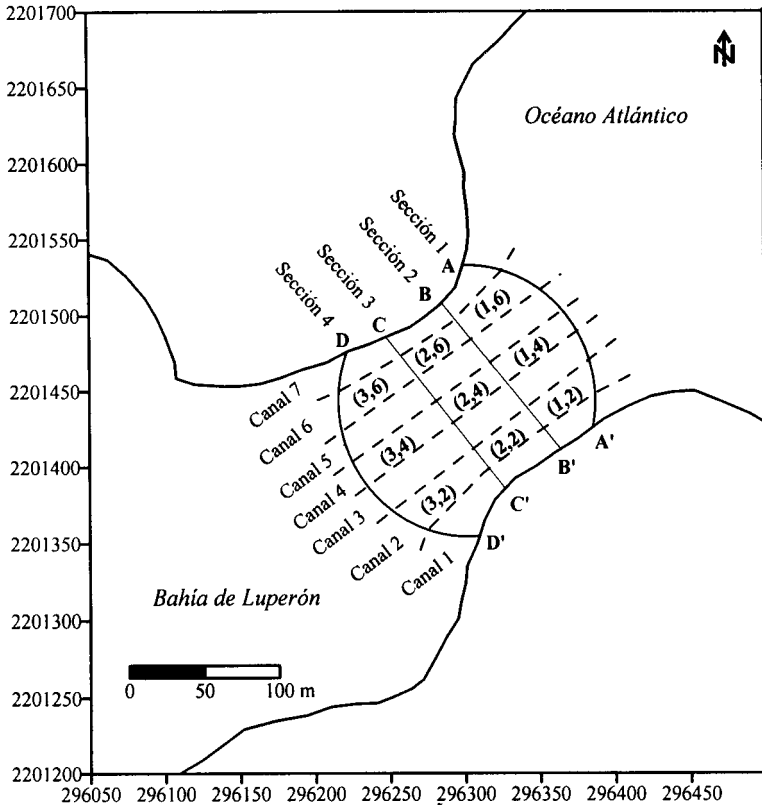 2201700
2201650
2201600
2201550
2201500
2201450
2201400
2201350
2201300
2201250
2201200
N
Océano Atlántico
Sección 1
Sección 2
Sección 3
Sección 4
A
B
C
D
(1,6)
(2,6)
(1,4)
(3,6)
(2,4)
(1,2)
(3,4)
(2,2)
(3,2)
A'
B'
C'
D'
Canal 7
Canal 6
Canal 5
Canal 4
Canal 3
Canal 2
Canal 1
Bahía de Luperón
0 50 100 m
296050 296100 296150 296200 296250 296300 296350 296400 296450